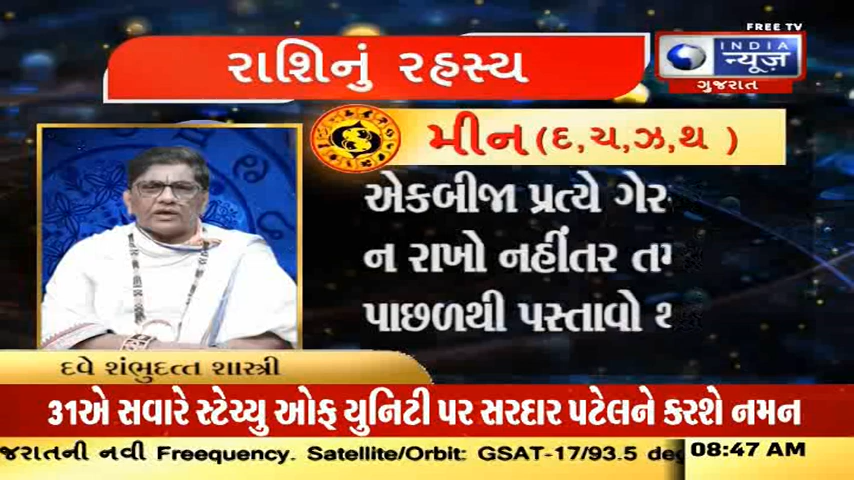 FREE TV
રાશિનું રહસ્ય
INDIA
ન્યૂઝ
ગુજરાત
મીન (દ,ચ,ઝ,થ )
એકબીજા પ્રત્યે
ન રાખો નહીંતર
પાછળથી પસ્તાવો
દવે શંભુદત્ત શાસ્ત્રી
31એ સવારે સ્ટેચ્યુ ઓફ યુનિટી પર સરદાર પટેલને કરશે નમન
જરાતની નવી Freequency. Satellite/Orbit: GSAT-17/93.5
08:47 AM